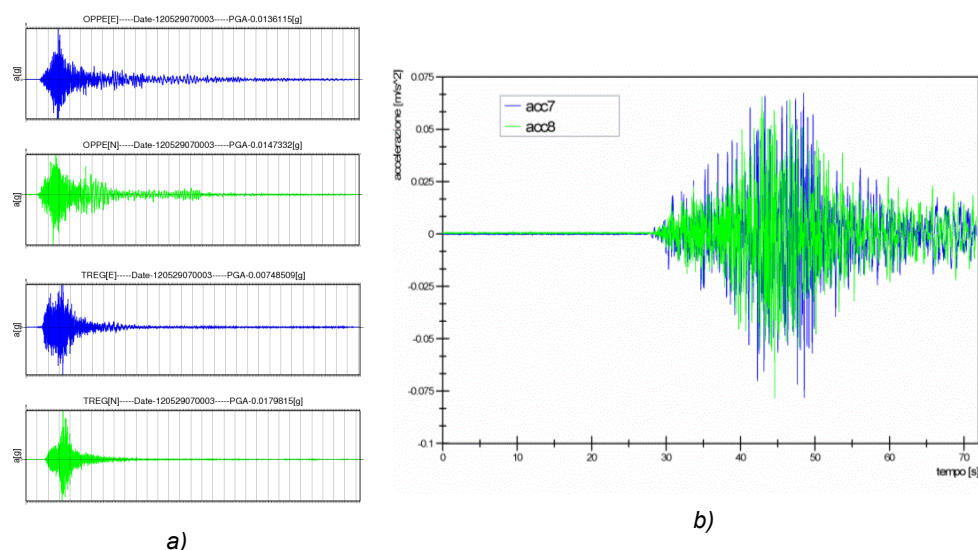 OPPE[E]-----Date-120529070003-----PGA-0.0136115[g]
a[g]
OPPE[N]-----Date-120529070003-----PGA-0.0147332[g]
a[g]
TREG[E]-----Date-120529070003-----PGA-0.00748509[g]
a[g]
TREG[N]-----Date-120529070003-----PGA-0.0179815[g]
a[g]
a)
accelerazione [m/s^2]
0.075
0.05
0.025
0
-0.025
-0.05
-0.075
-0.1
acc7
acc8
0 10 20 30 40 50 60 70
tempo [s]
b)